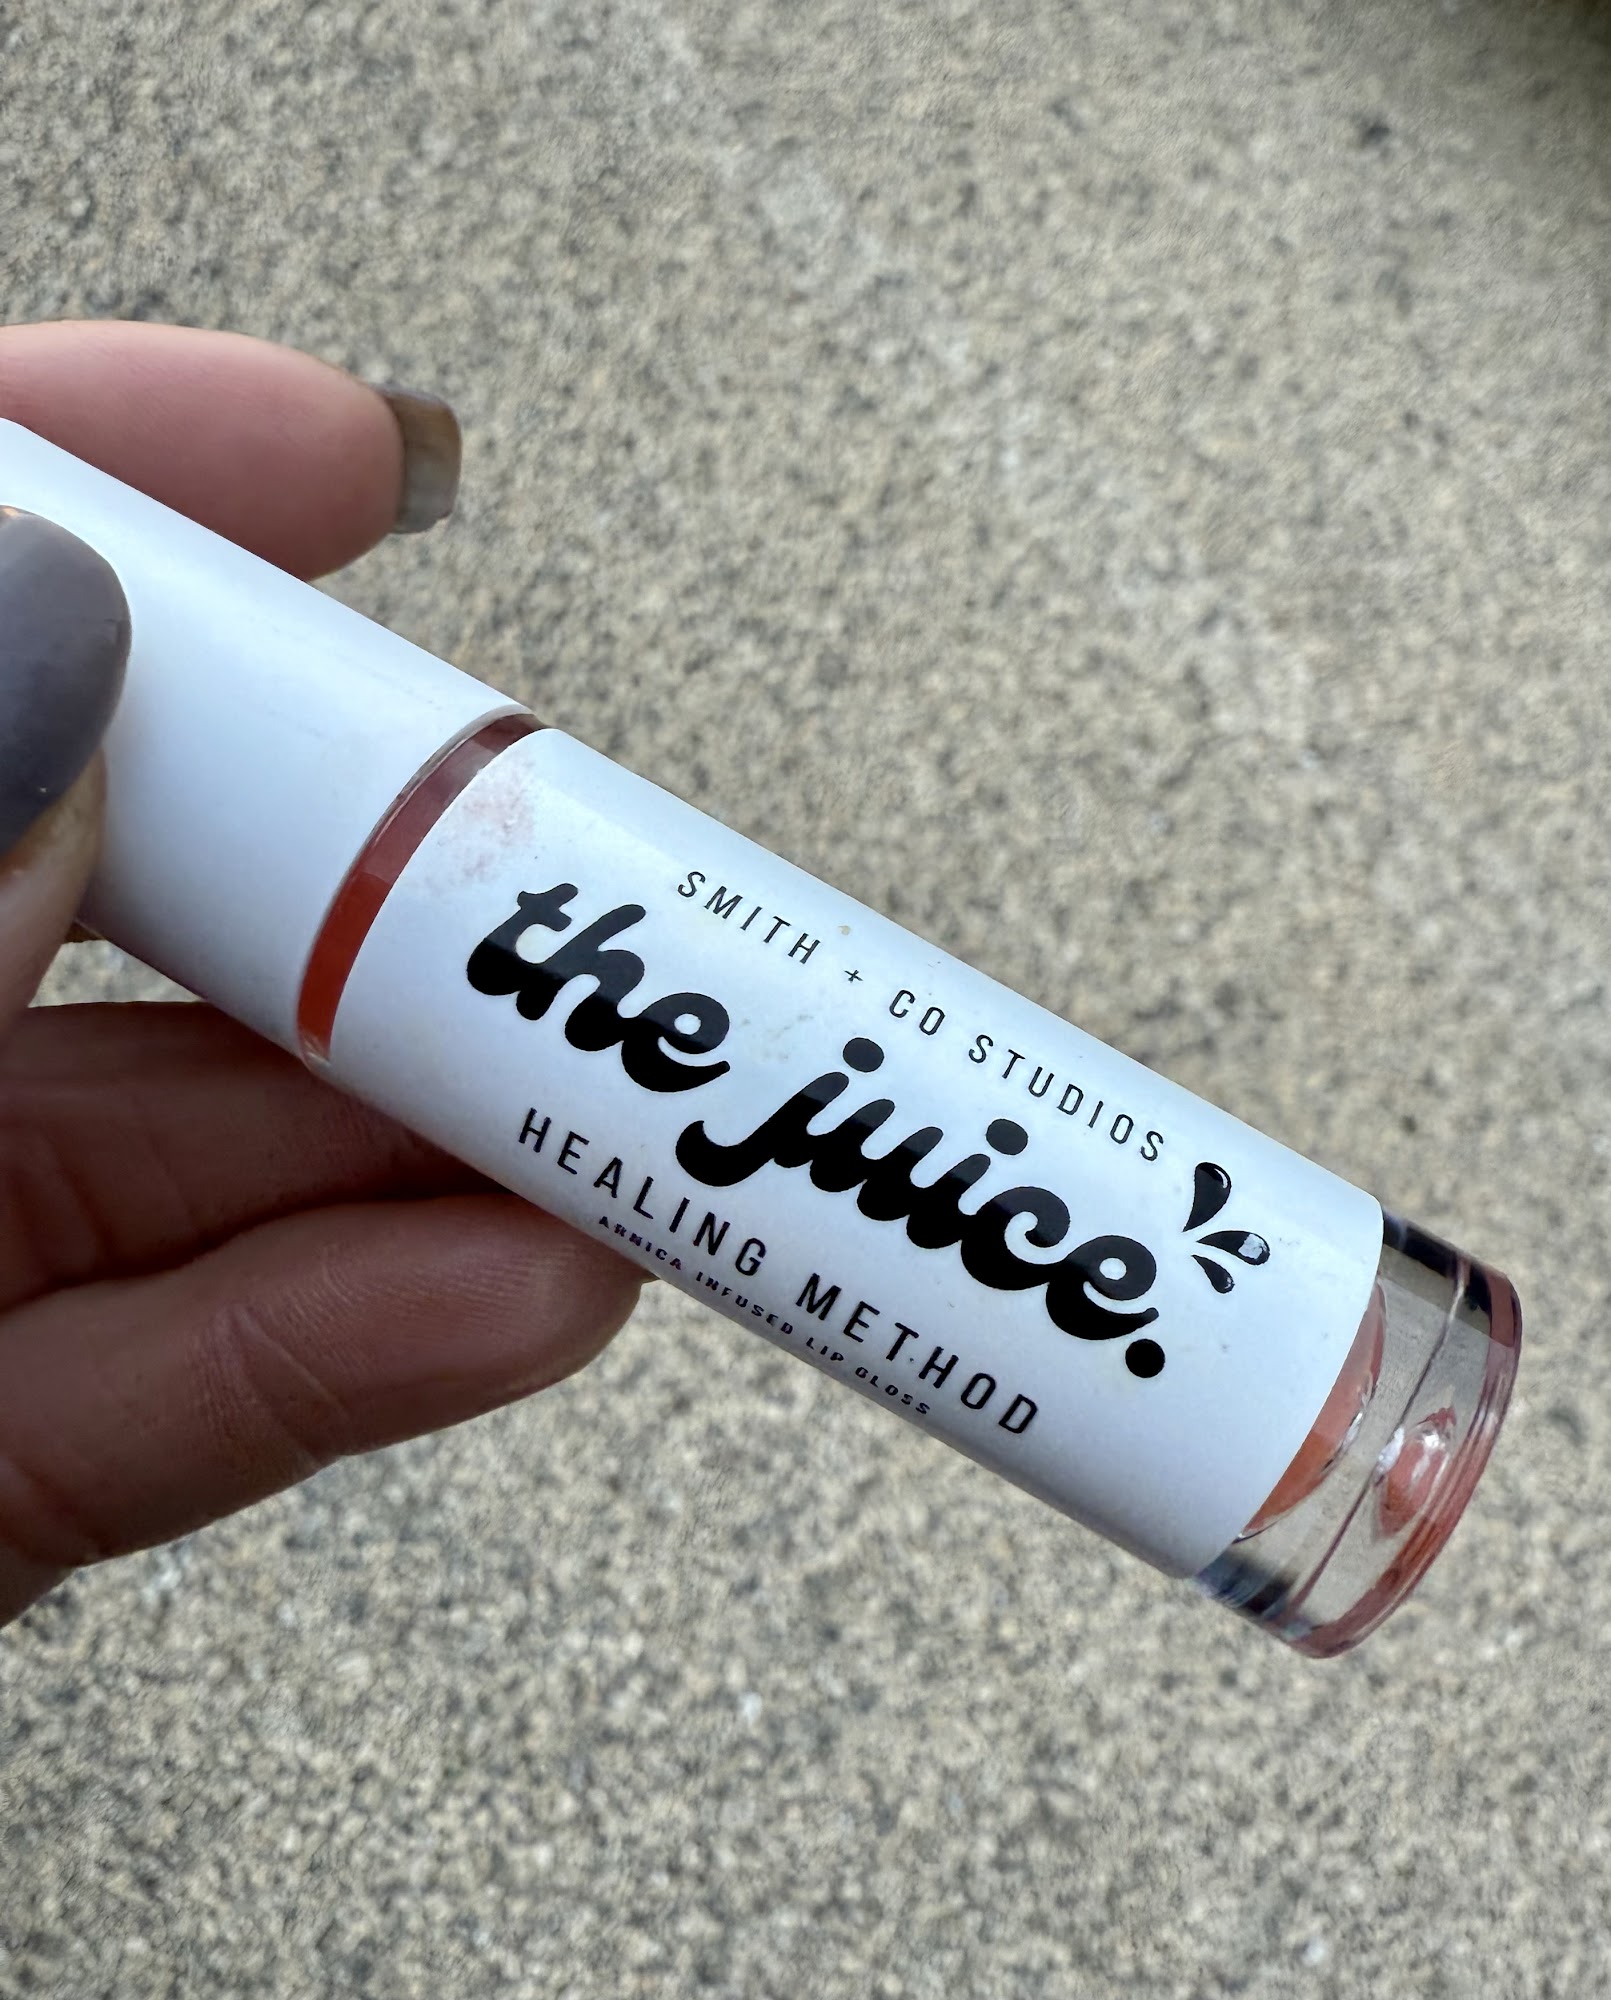 SMITH + CO STUDIOS
the juice.
HEALING METHOD
ARNICA INFUSED LIP GLOSS